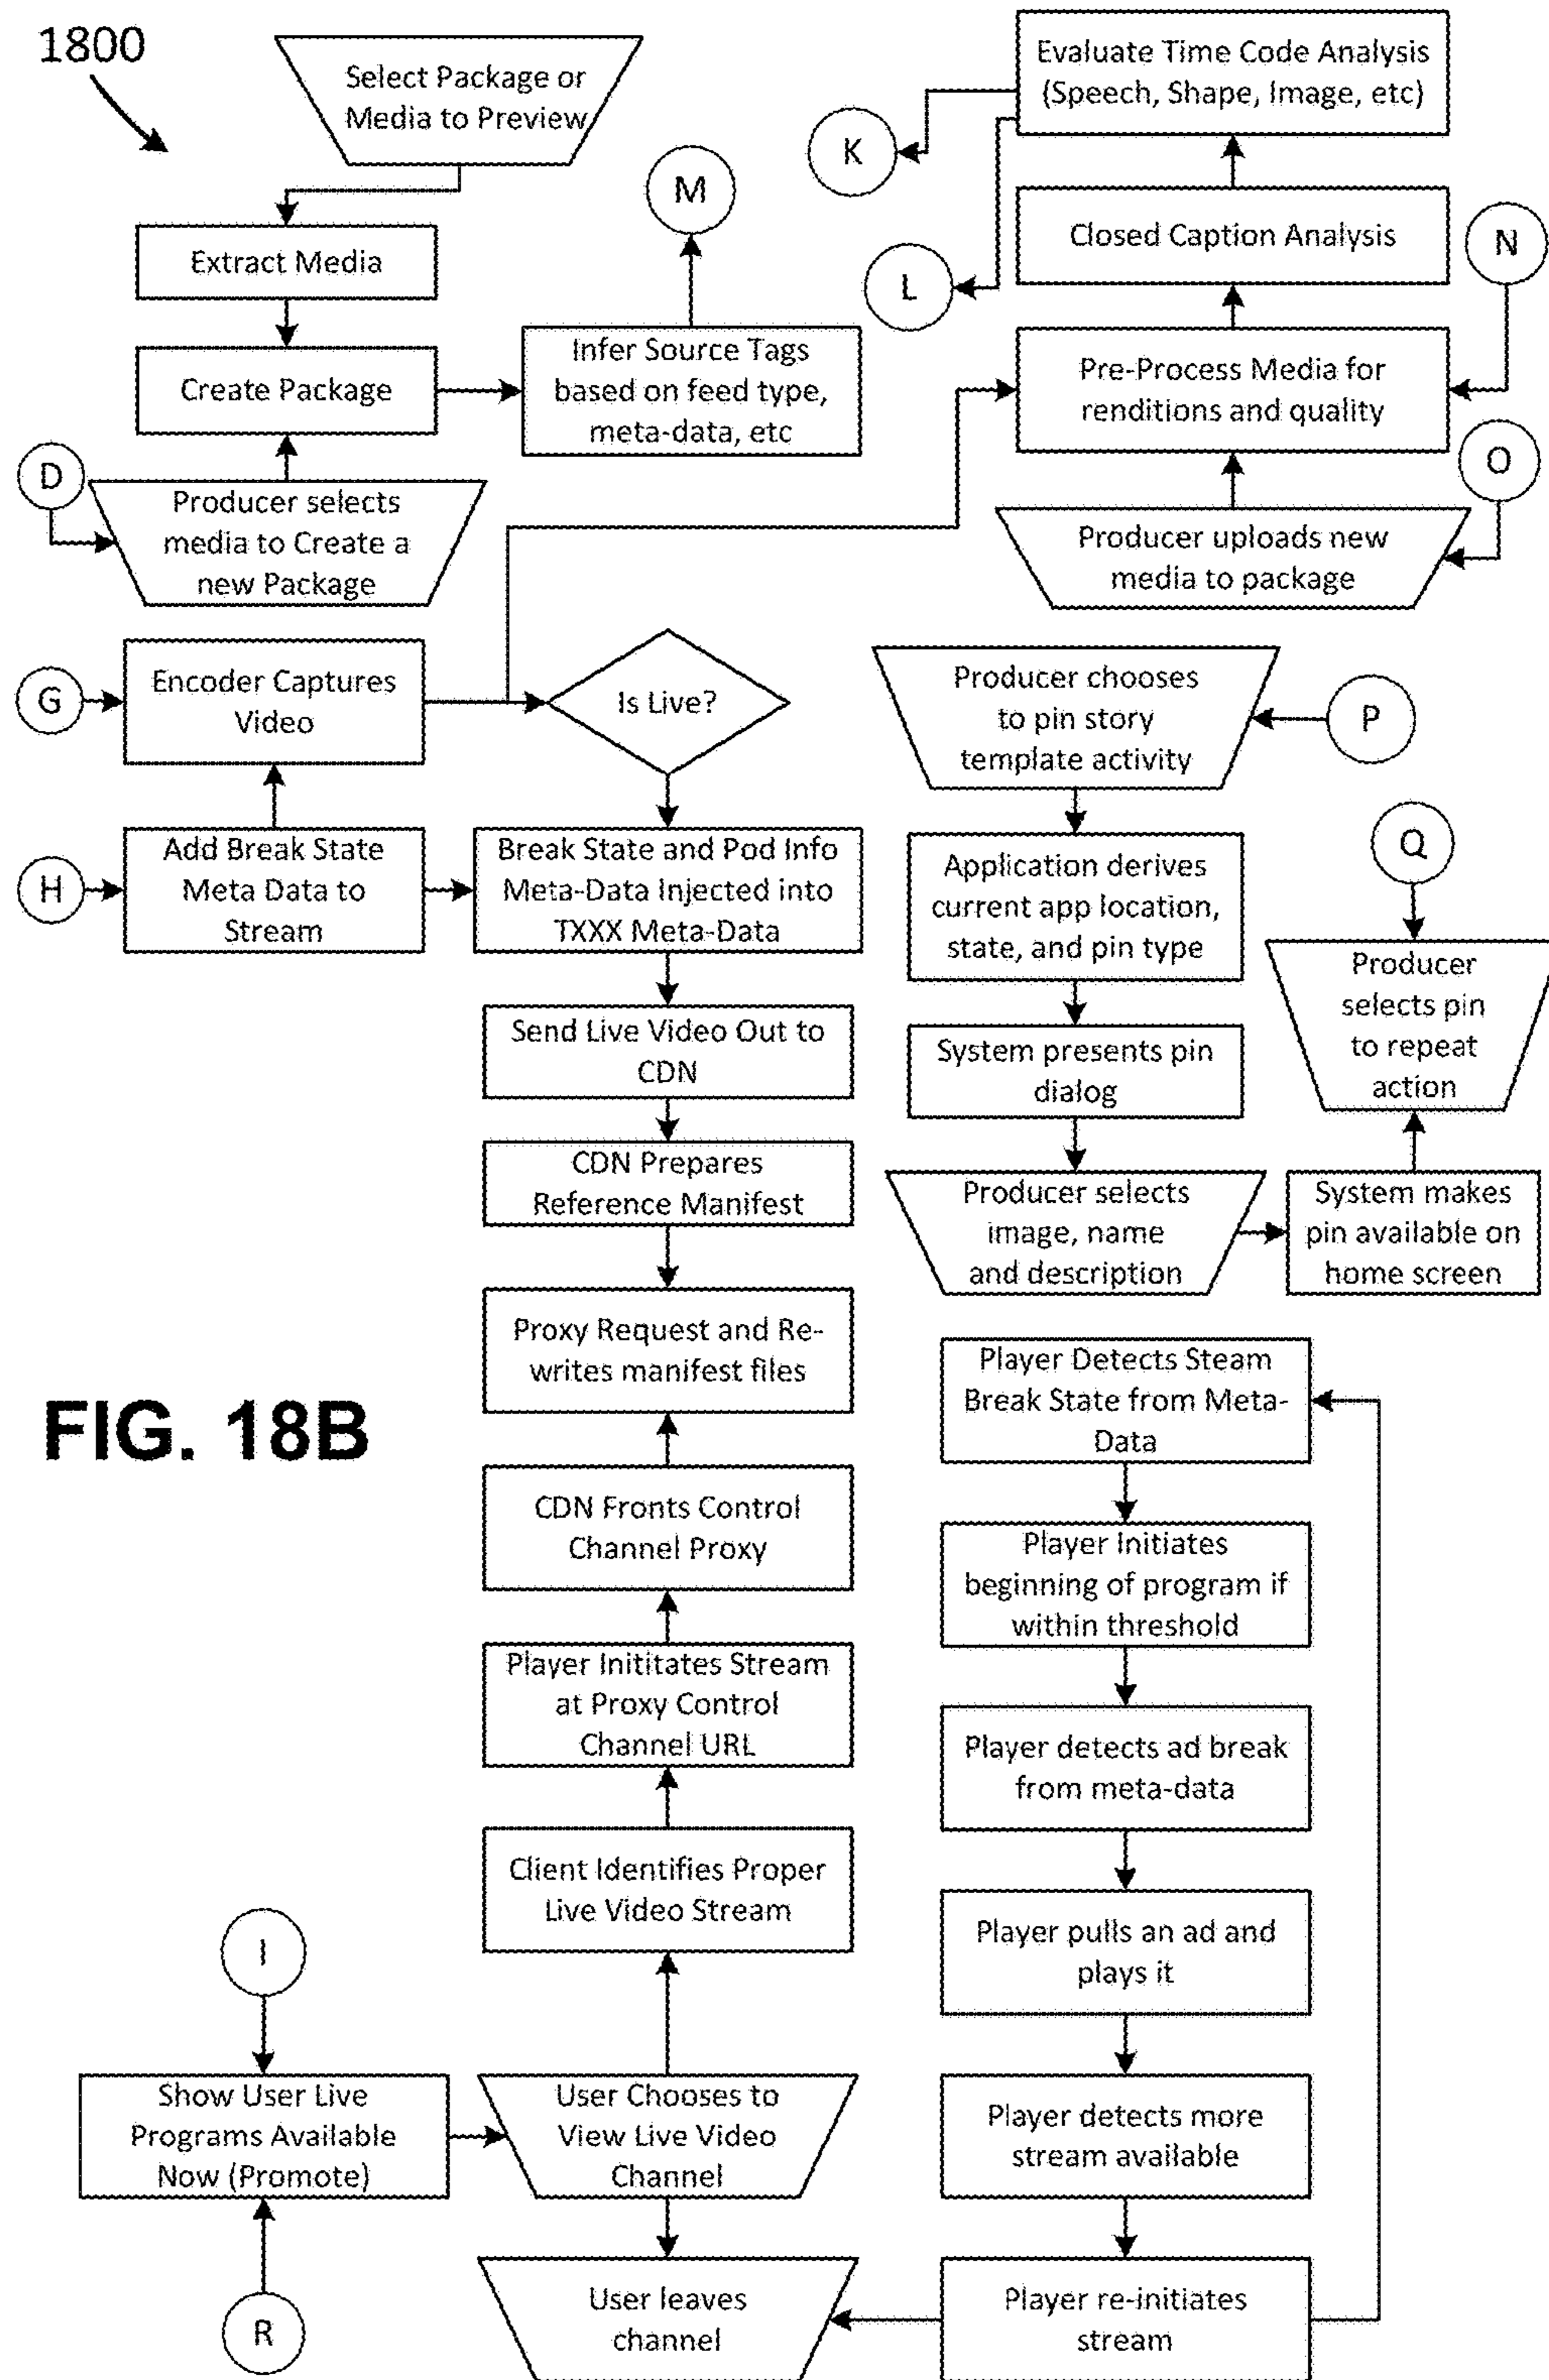 1800
Select Package or
Media to Preview
Extract Media
Create Package
Infer Source Tags
based on feed type,
meta-data, etc
M
D
Producer selects
media to Create a
new Package
Evaluate Time Code Analysis
(Speech, Shape, Image, etc)
K
L
Closed Caption Analysis
N
Pre-Process Media for
renditions and quality
O
Producer uploads new
media to package
G
Encoder Captures
Video
Is Live?
H
Add Break State
Meta Data to
Stream
Break State and Pod Info
Meta-Data Injected into
TXXX Meta-Data
Send Live Video Out to
CDN
CDN Prepares
Reference Manifest
Proxy Request and Re-
writes manifest files
CDN Fronts Control
Channel Proxy
Player Inititates Stream
at Proxy Control
Channel URL
Client Identifies Proper
Live Video Stream
Producer chooses
to pin story
template activity
P
Application derives
current app location,
state, and pin type
System presents pin
dialog
Producer selects
image, name
and description
System makes
pin available on
home screen
Producer
selects pin
to repeat
action
Q
FIG. 18B
Player Detects Steam
Break State from Meta-
Data
Player Initiates
beginning of program if
within threshold
Player detects ad break
from meta-data
Player pulls an ad and
plays it
Player detects more
stream available
Player re-initiates
stream
I
Show User Live
Programs Available
Now (Promote)
R
User Chooses to
View Live Video
Channel
User leaves
channel